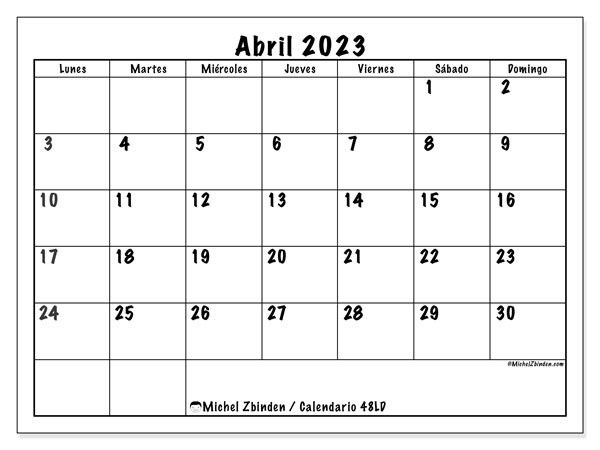 Abril 2023
Lunes Martes Miércoles Jueves Viernes Sábado Domingo
1 2
3 4 5 6 7 8 9
10 11 12 13 14 15 16
17 18 19 20 21 22 23
24 25 26 27 28 29 30
©MichelZbinden.com
Michel Zbinden / Calendario 48LD